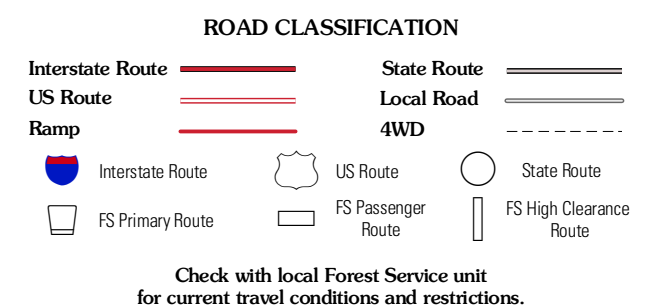 ROAD CLASSIFICATION
Interstate Route
State Route
US Route
Local Road
Ramp
4WD
Interstate Route
US Route
State Route
FS Primary Route
FS Passenger
Route
FS High Clearance
Route
Check with local Forest Service unit
for current travel conditions and restrictions.